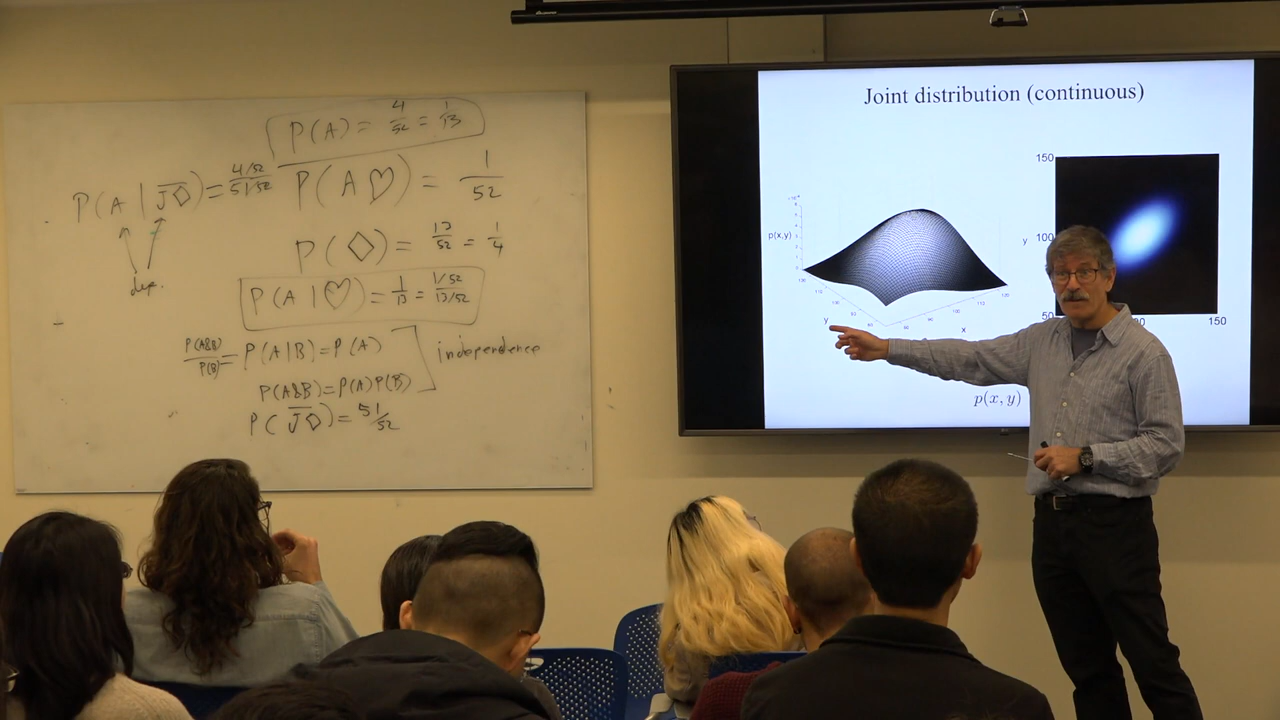 P(A) = 4/52 = 1/13
P(A | J̅♢) = 4/52 / 51/52
P(A♡) = 1/52
P(♢) = 13/52 = 1/4
dep.
P(A | ♡) = 1/13 = 1/52 / 13/52
P(A&B) / P(B) = P(A|B) = P(A)
independence
P(A&B) = P(A)P(B)
P(J̅♢) = 51/52
Joint distribution (continuous)
p(x,y)
y
x
150
y
100
50
150
p(x, y)